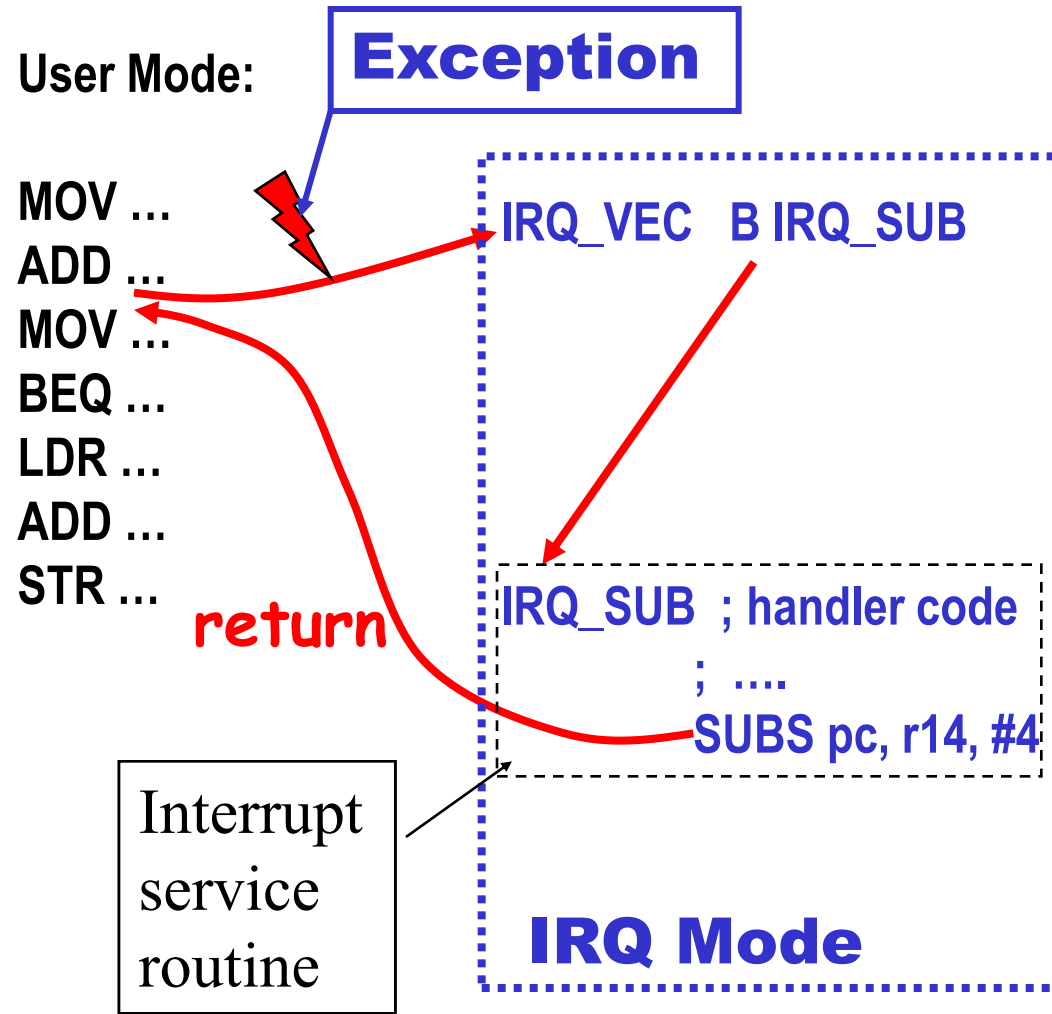 User Mode:
Exception
MOV …
ADD …
MOV …
BEQ …
LDR …
ADD …
STR …
return
IRQ_VEC B IRQ_SUB
IRQ_SUB ; handler code
; ….
SUBS pc, r14, #4
Interrupt
service
routine
IRQ Mode